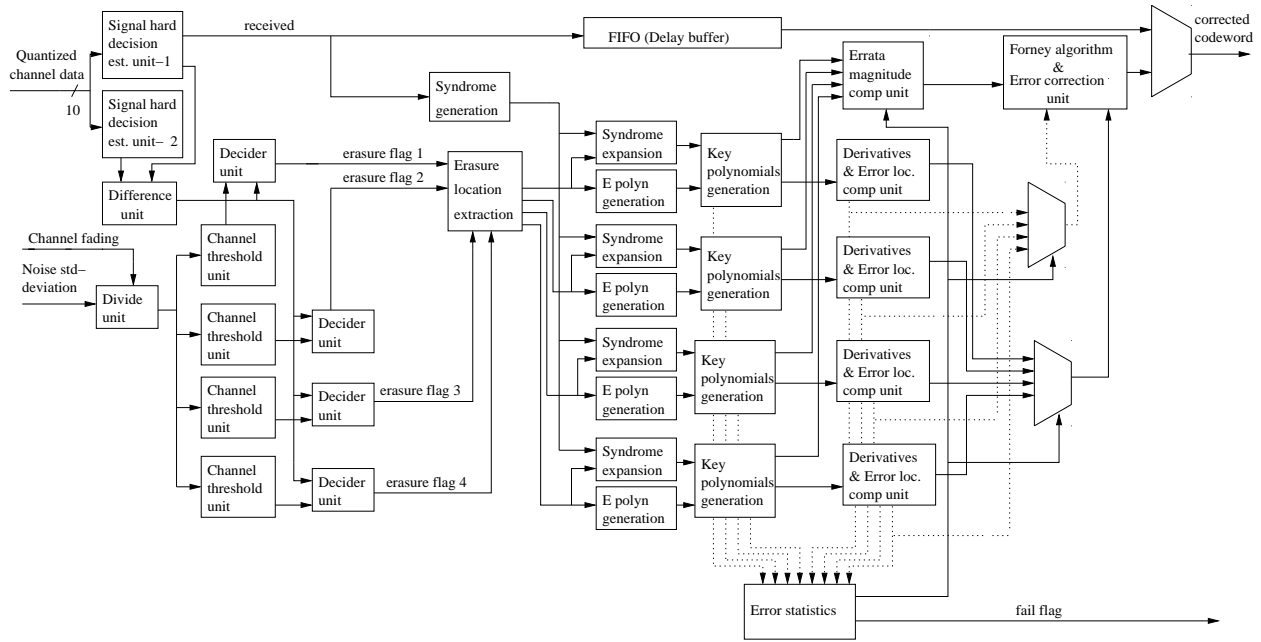 Signal hard
decision
est. unit–1
received
FIFO (Delay buffer)
corrected
codeword
Quantized
channel data
10
Signal hard
decision
est. unit– 2
Syndrome
generation
Errata
magnitude
comp unit
Forney algorithm
&
Error correction
unit
Decider
unit
erasure flag 1
erasure flag 2
Erasure
location
extraction
Difference
unit
Channel fading
Noise std–
deviation
Divide
unit
Channel
threshold
unit
Channel
threshold
unit
Channel
threshold
unit
Channel
threshold
unit
Decider
unit
Decider
unit
erasure flag 3
Decider
unit
erasure flag 4
Syndrome
expansion
E polyn
generation
Key
polynomials
generation
Derivatives
& Error loc.
comp unit
Syndrome
expansion
E polyn
generation
Key
polynomials
generation
Derivatives
& Error loc.
comp unit
Syndrome
expansion
E polyn
generation
Key
polynomials
generation
Derivatives
& Error loc.
comp unit
Syndrome
expansion
E polyn
generation
Key
polynomials
generation
Derivatives
& Error loc.
comp unit
Error statistics
fail flag